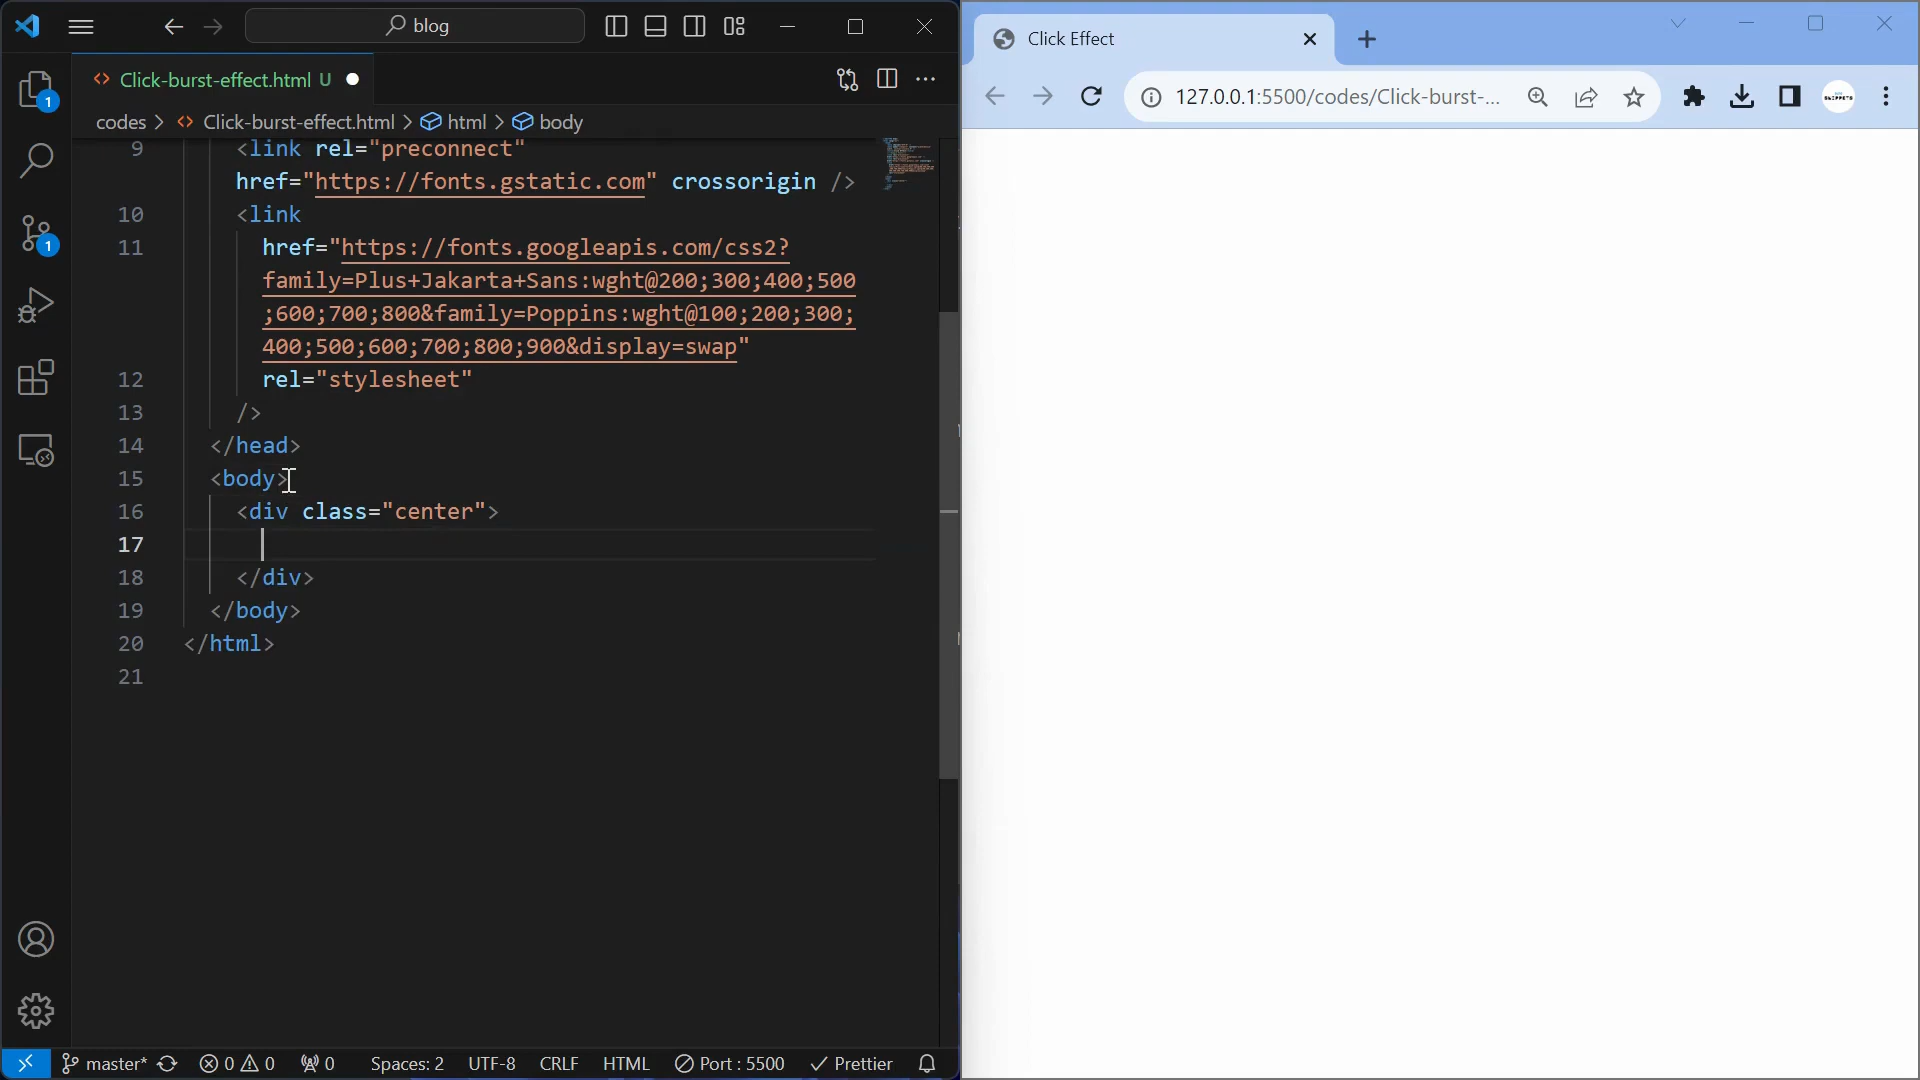 blog
Click-burst-effect.html U
codes > Click-burst-effect.html > html > body
9 <link rel="preconnect"
href="https://fonts.gstatic.com" crossorigin />
10 <link
11 href="https://fonts.googleapis.com/css2?
family=Plus+Jakarta+Sans:wght@200;300;400;500
;600;700;800&family=Poppins:wght@100;200;300;
400;500;600;700;800;900&display=swap"
12 rel="stylesheet"
13 />
14 </head>
15 <body>
16 <div class="center">
17
18 </div>
19 </body>
20 </html>
21
1
1
master* 0 0 0 Spaces: 2 UTF-8 CRLF HTML Port : 5500 Prettier
Click Effect
127.0.0.1:5500/codes/Click-burst-...